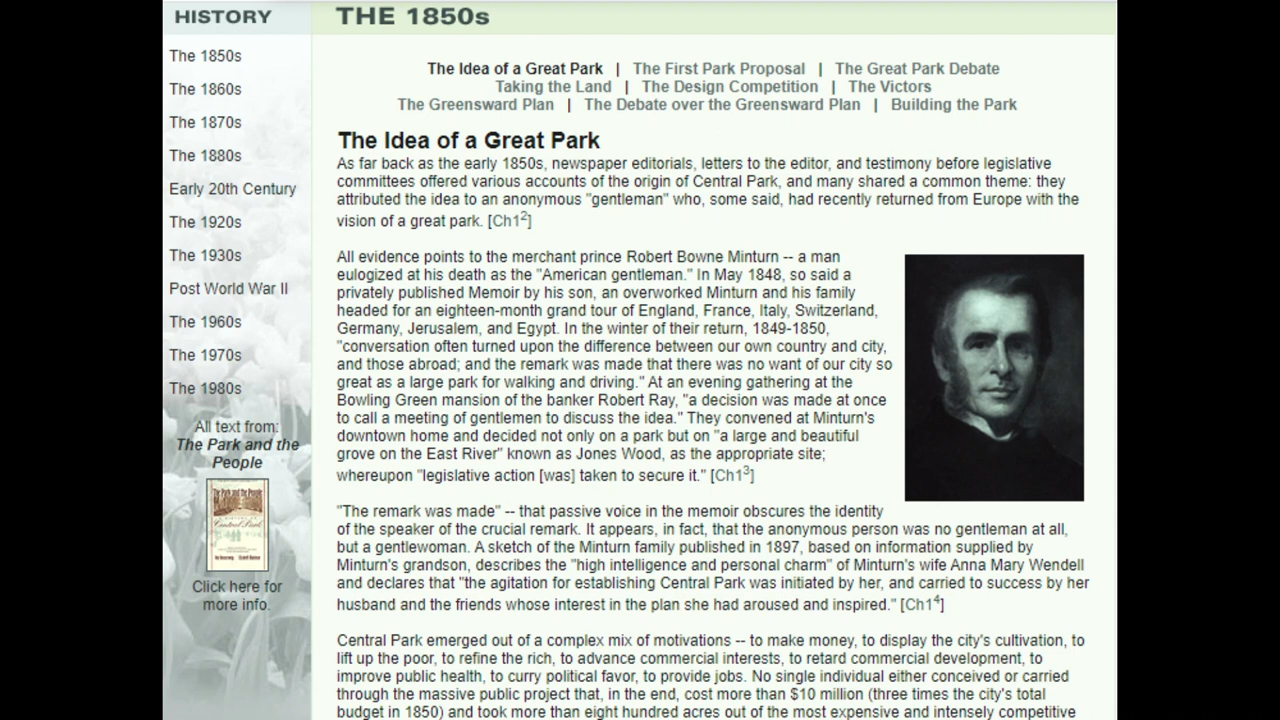 HISTORY
The 1850s
The 1860s
The 1870s
The 1880s
Early 20th Century
The 1920s
The 1930s
Post World War II
The 1960s
The 1970s
The 1980s
All text from:
The Park and the
People
Click here for
more info.
THE 1850s
The Idea of a Great Park | The First Park Proposal | The Great Park Debate
Taking the Land | The Design Competition | The Victors
The Greensward Plan | The Debate over the Greensward Plan | Building the Park
The Idea of a Great Park
As far back as the early 1850s, newspaper editorials, letters to the editor, and testimony before legislative
committees offered various accounts of the origin of Central Park, and many shared a common theme: they
attributed the idea to an anonymous "gentleman" who, some said, had recently returned from Europe with the
vision of a great park. [Ch1²]
All evidence points to the merchant prince Robert Bowne Minturn -- a man
eulogized at his death as the "American gentleman." In May 1848, so said a
privately published Memoir by his son, an overworked Minturn and his family
headed for an eighteen-month grand tour of England, France, Italy, Switzerland,
Germany, Jerusalem, and Egypt. In the winter of their return, 1849-1850,
"conversation often turned upon the difference between our own country and city,
and those abroad; and the remark was made that there was no want of our city so
great as a large park for walking and driving." At an evening gathering at the
Bowling Green mansion of the banker Robert Ray, "a decision was made at once
to call a meeting of gentlemen to discuss the idea." They convened at Minturn's
downtown home and decided not only on a park but on "a large and beautiful
grove on the East River" known as Jones Wood, as the appropriate site;
whereupon "legislative action [was] taken to secure it." [Ch1³]
"The remark was made" -- that passive voice in the memoir obscures the identity
of the speaker of the crucial remark. It appears, in fact, that the anonymous person was no gentleman at all,
but a gentlewoman. A sketch of the Minturn family published in 1897, based on information supplied by
Minturn's grandson, describes the "high intelligence and personal charm" of Minturn's wife Anna Mary Wendell
and declares that "the agitation for establishing Central Park was initiated by her, and carried to success by her
husband and the friends whose interest in the plan she had aroused and inspired." [Ch1⁴]
Central Park emerged out of a complex mix of motivations -- to make money, to display the city's cultivation, to
lift up the poor, to refine the rich, to advance commercial interests, to retard commercial development, to
improve public health, to curry political favor, to provide jobs. No single individual either conceived or carried
through the massive public project that, in the end, cost more than $10 million (three times the city's total
budget in 1850) and took more than eight hundred acres out of the most expensive and intensely competitive